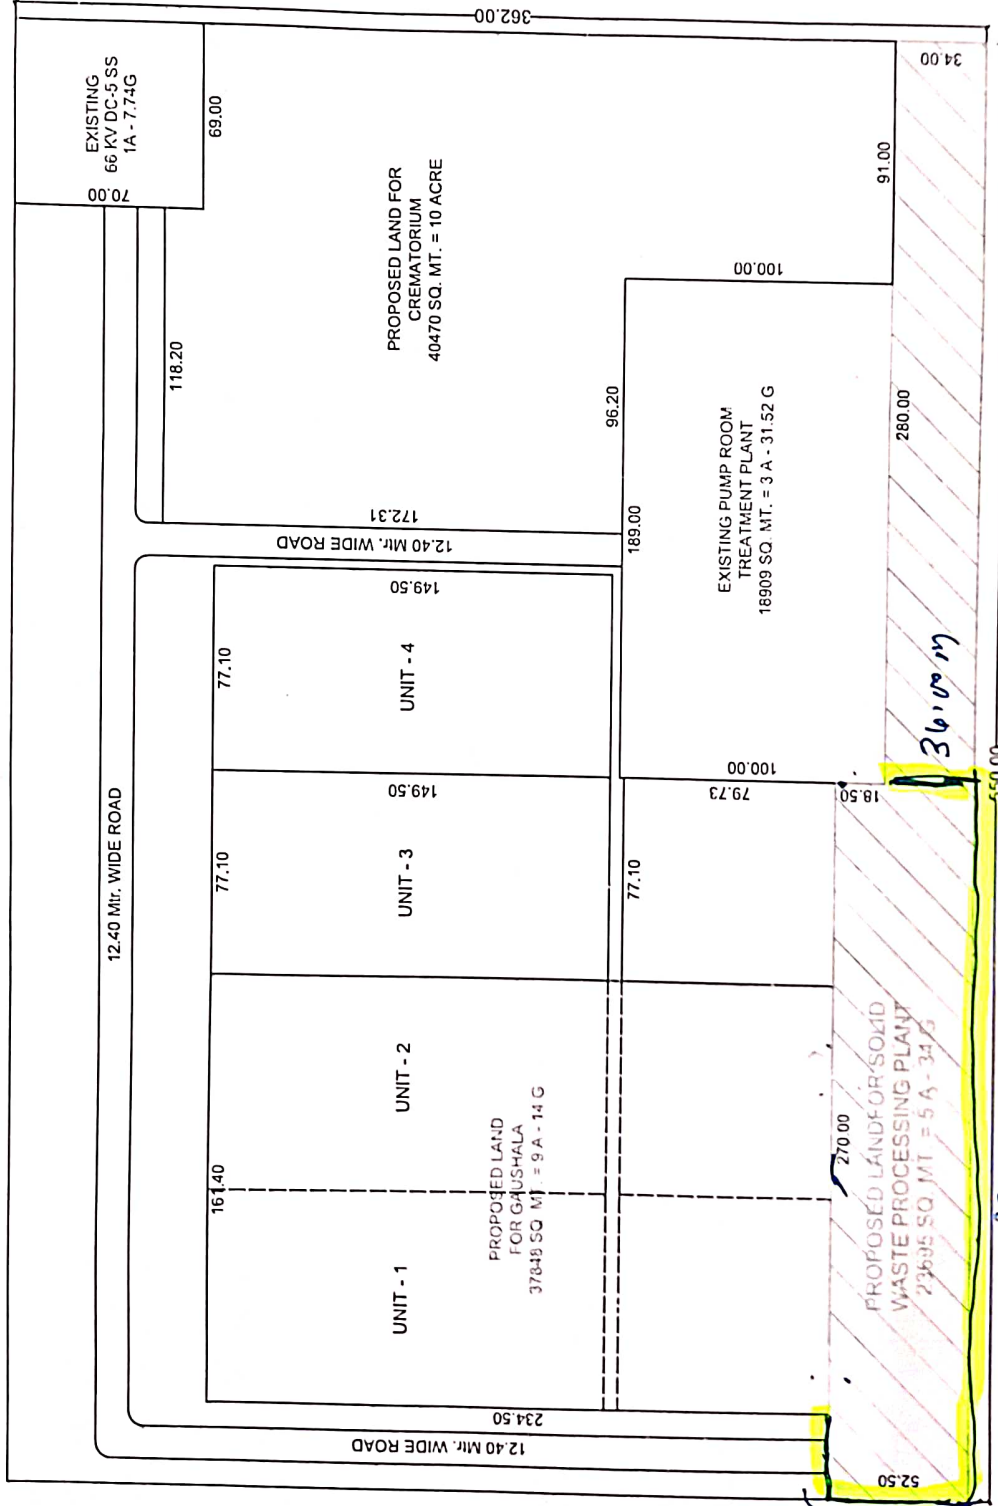 362.00
EXISTING
66 KV DC-5 SS
1A - 7.74G
70.00
69.00
34.00
12.40 Mtr. WIDE ROAD
118.20
PROPOSED LAND FOR
CREMATORIUM
40470 SQ. MT. = 10 ACRE
91.00
100.00
96.20
172.31
12.40 Mtr. WIDE ROAD
189.00
EXISTING PUMP ROOM
TREATMENT PLANT
18909 SQ. MT. = 3 A - 31.52 G
280.00
77.10
149.50
UNIT - 4
100.00
77.10
149.50
UNIT - 3
79.73
77.10
18.50
UNIT - 2
161.40
PROPOSED LAND
FOR GAUSHALA
37848 SQ. MT. = 9 A - 14 G
UNIT - 1
270.00
PROPOSED LAND FOR SOLID
WASTE PROCESSING PLANT
23695 SQ. MT. = 5 A - 34 G
234.50
12.40 Mtr. WIDE ROAD
52.50